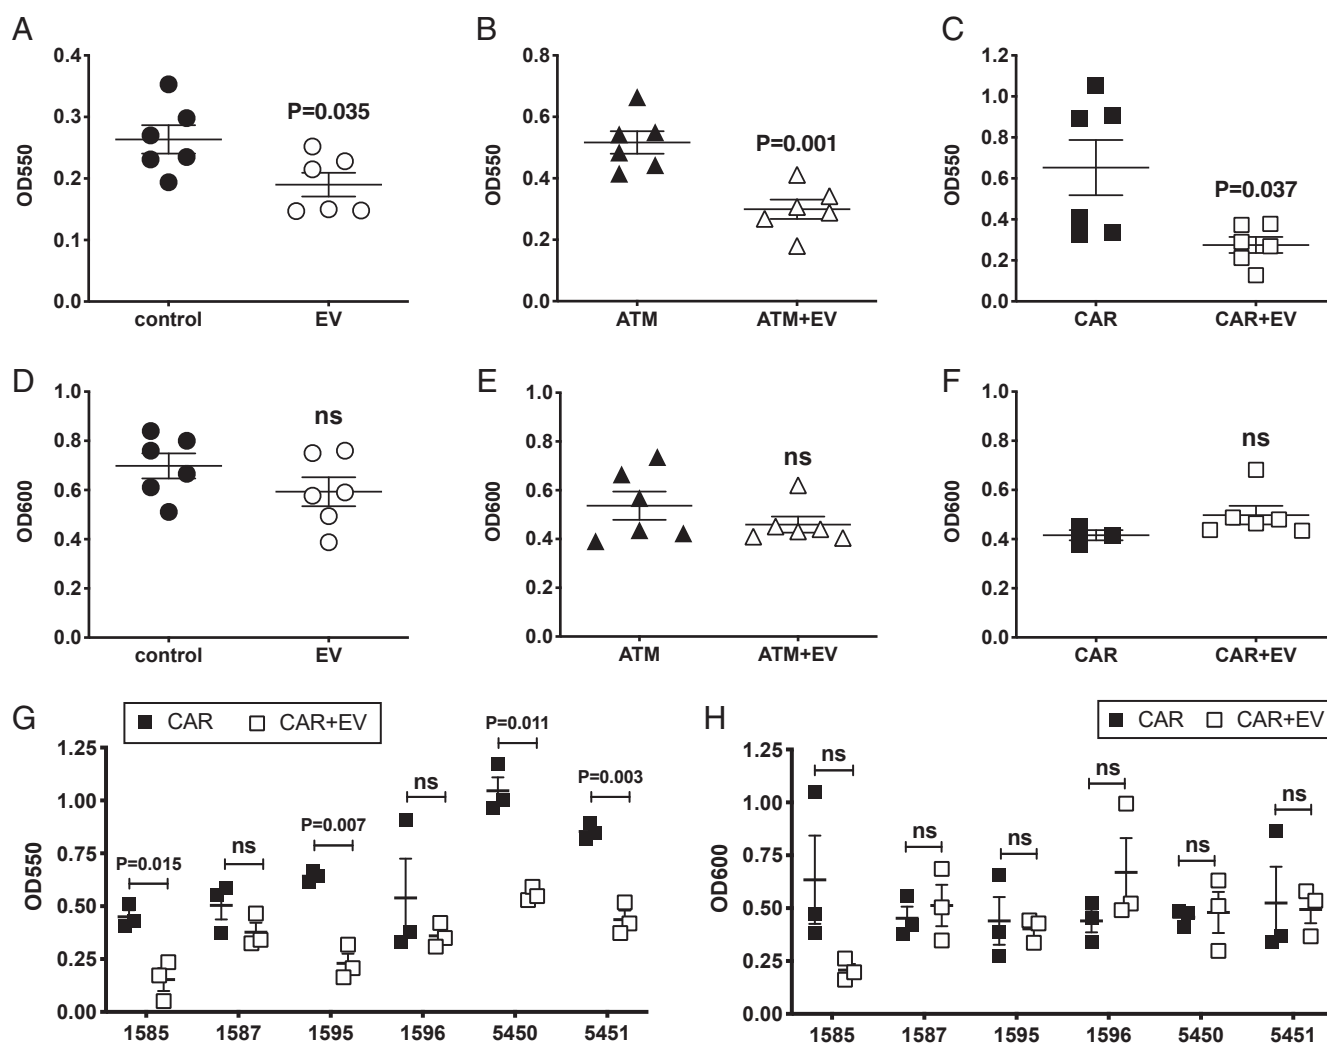 A
B
C
0.4
0.3
0.2
0.1
0.0
OD550
P=0.035
control
EV
0.8
0.6
0.4
0.2
0.0
OD550
P=0.001
ATM
ATM+EV
1.2
1.0
0.8
0.6
0.4
0.2
0.0
OD550
P=0.037
CAR
CAR+EV
D
E
F
1.0
0.8
0.6
0.4
0.2
0.0
OD600
ns
control
EV
1.0
0.8
0.6
0.4
0.2
0.0
OD600
ns
ATM
ATM+EV
1.0
0.8
0.6
0.4
0.2
0.0
OD600
ns
CAR
CAR+EV
G
CAR
CAR+EV
1.25
1.00
0.75
0.50
0.25
0.00
OD550
P=0.015
ns
P=0.007
ns
P=0.011
P=0.003
1585
1587
1595
1596
5450
5451
H
CAR
CAR+EV
1.25
1.00
0.75
0.50
0.25
0.00
OD600
ns
ns
ns
ns
ns
ns
1585
1587
1595
1596
5450
5451